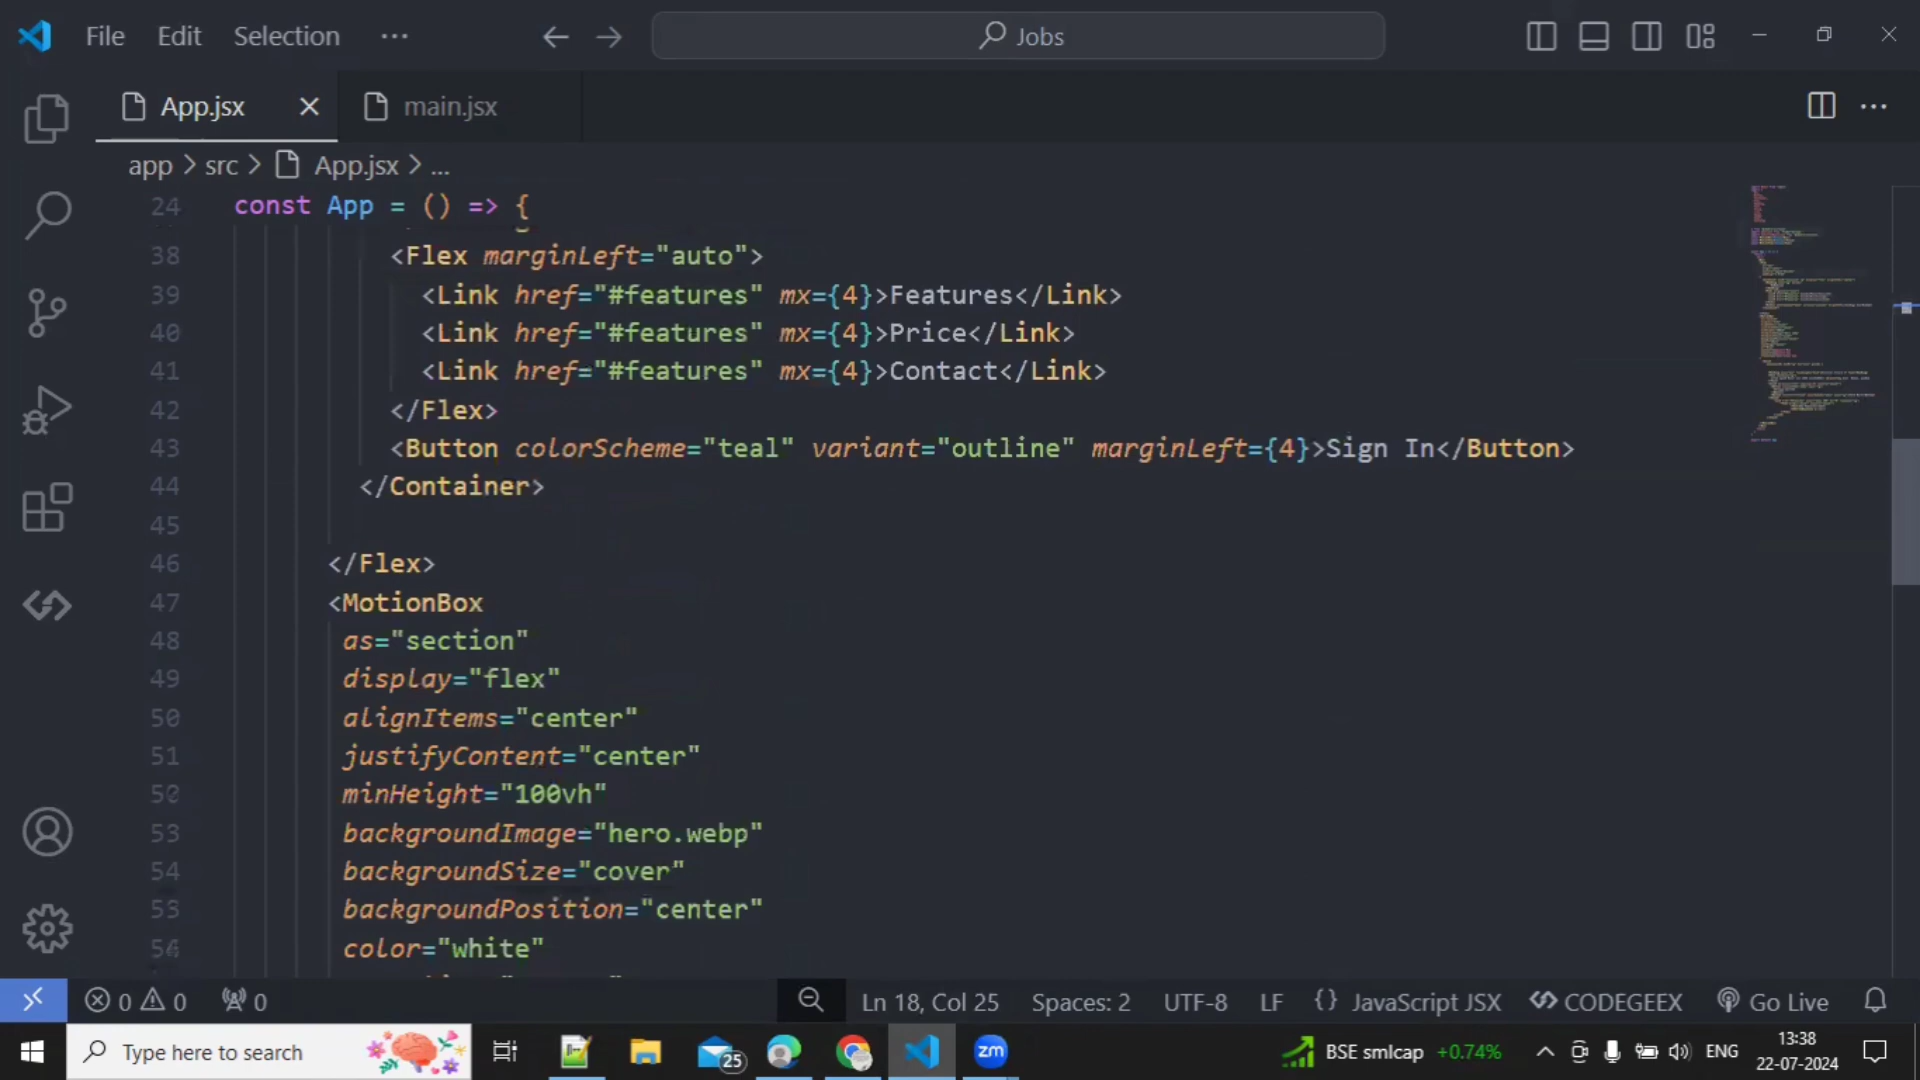 File Edit Selection ··· Jobs
App.jsx main.jsx
app > src > App.jsx > ...
24 const App = () => {
38 <Flex marginLeft="auto">
39 <Link href="#features" mx={4}>Features</Link>
40 <Link href="#features" mx={4}>Price</Link>
41 <Link href="#features" mx={4}>Contact</Link>
42 </Flex>
43 <Button colorScheme="teal" variant="outline" marginLeft={4}>Sign In</Button>
44 </Container>
45
46 </Flex>
47 <MotionBox
48 as="section"
49 display="flex"
50 alignItems="center"
51 justifyContent="center"
minHeight="100vh"
53 backgroundImage="hero.webp"
54 backgroundSize="cover"
backgroundPosition="center"
color="white"
0 0 0 Ln 18, Col 25 Spaces: 2 UTF-8 LF {} JavaScript JSX CODEGEEX Go Live
Type here to search 25 zm BSE smlcap +0.74% ENG 13:38
22-07-2024